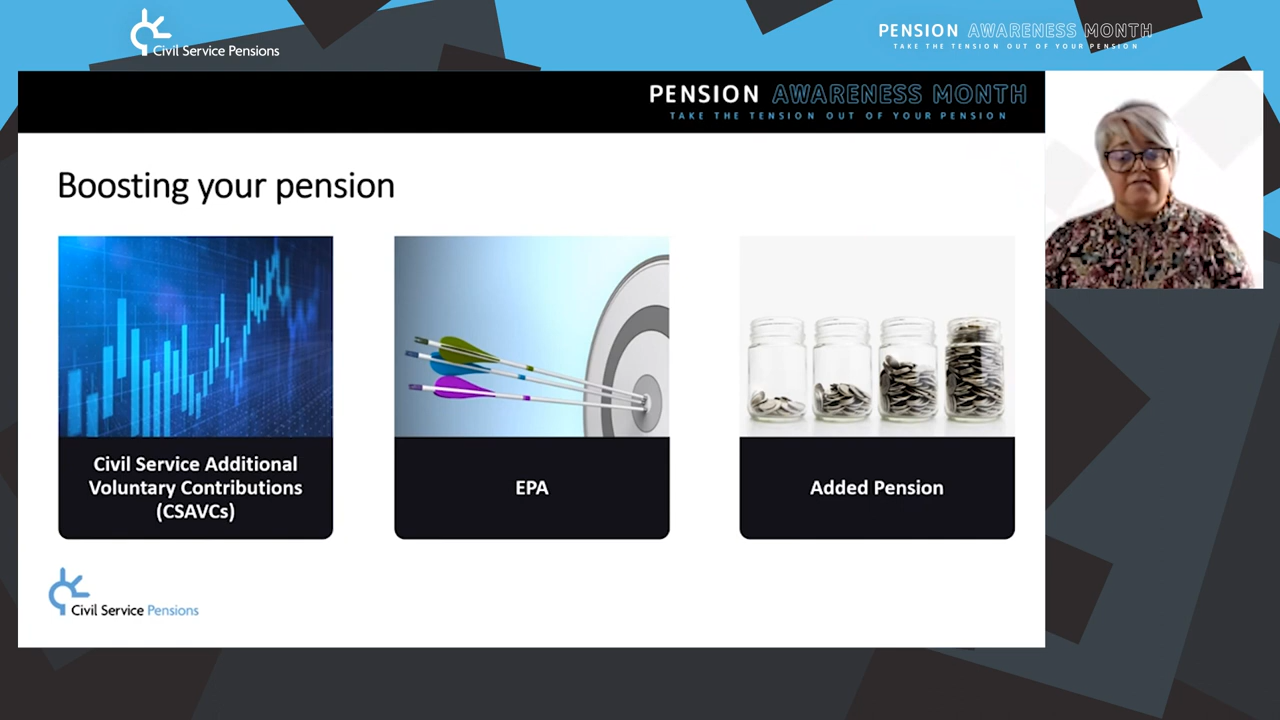 Civil Service Pensions
PENSION AWARENESS MONTH
TAKE THE TENSION OUT OF YOUR PENSION
PENSION AWARENESS MONTH
TAKE THE TENSION OUT OF YOUR PENSION
Boosting your pension
Civil Service Additional
Voluntary Contributions
(CSAVCs)
EPA
Added Pension
Civil Service Pensions